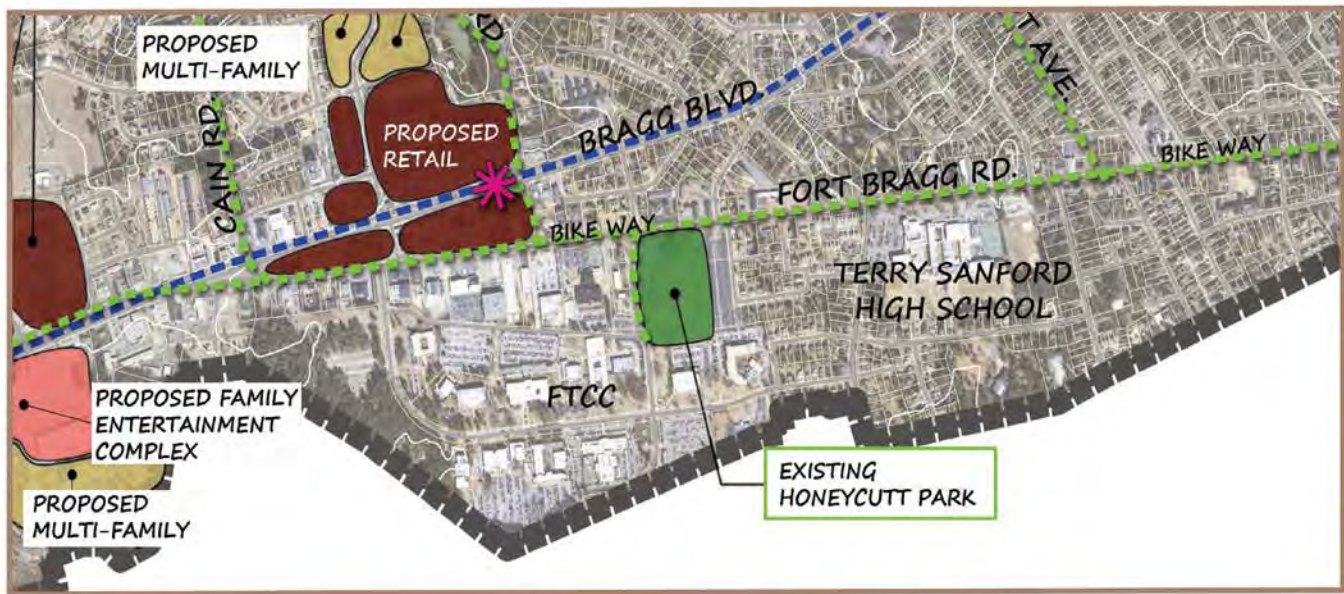 PROPOSED
MULTI-FAMILY
CAIN RD.
RD
PROPOSED
RETAIL
BRAGG BLVD.
T AVE.
BIKE WAY
FORT BRAGG RD.
BIKE WAY
TERRY SANFORD
HIGH SCHOOL
PROPOSED FAMILY
ENTERTAINMENT
COMPLEX
FTCC
EXISTING
HONEYCUTT PARK
PROPOSED
MULTI-FAMILY